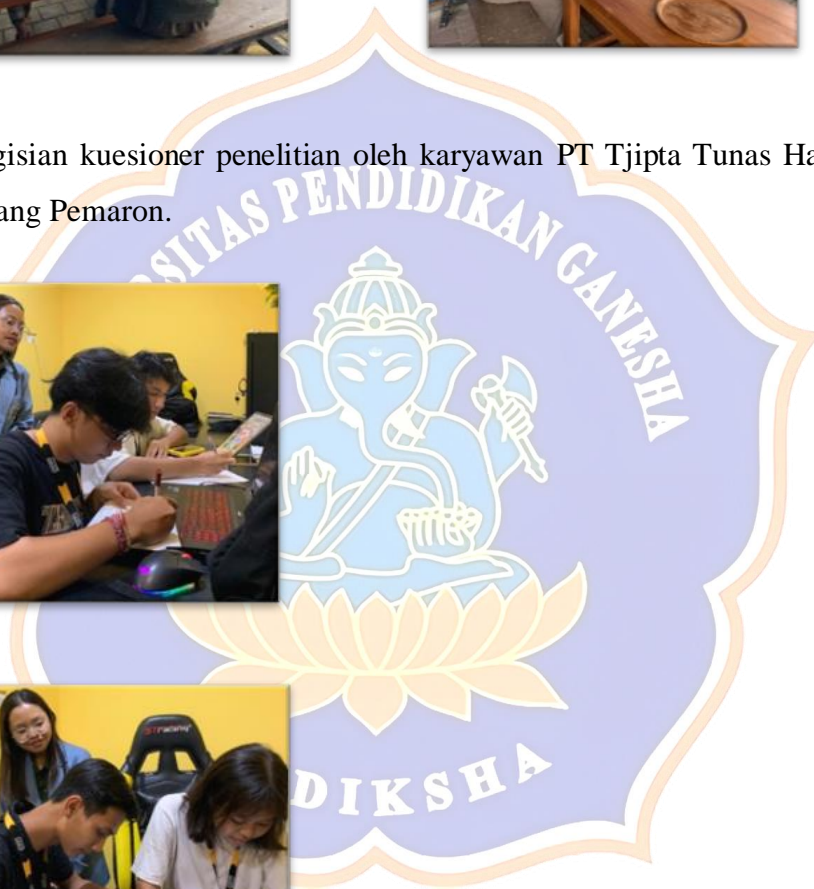 gisian kuesioner penelitian oleh karyawan PT Tjipta Tunas Ha
ang Pemaron.
SITAS PENDIDIKAN GANESHA
DIKSHA